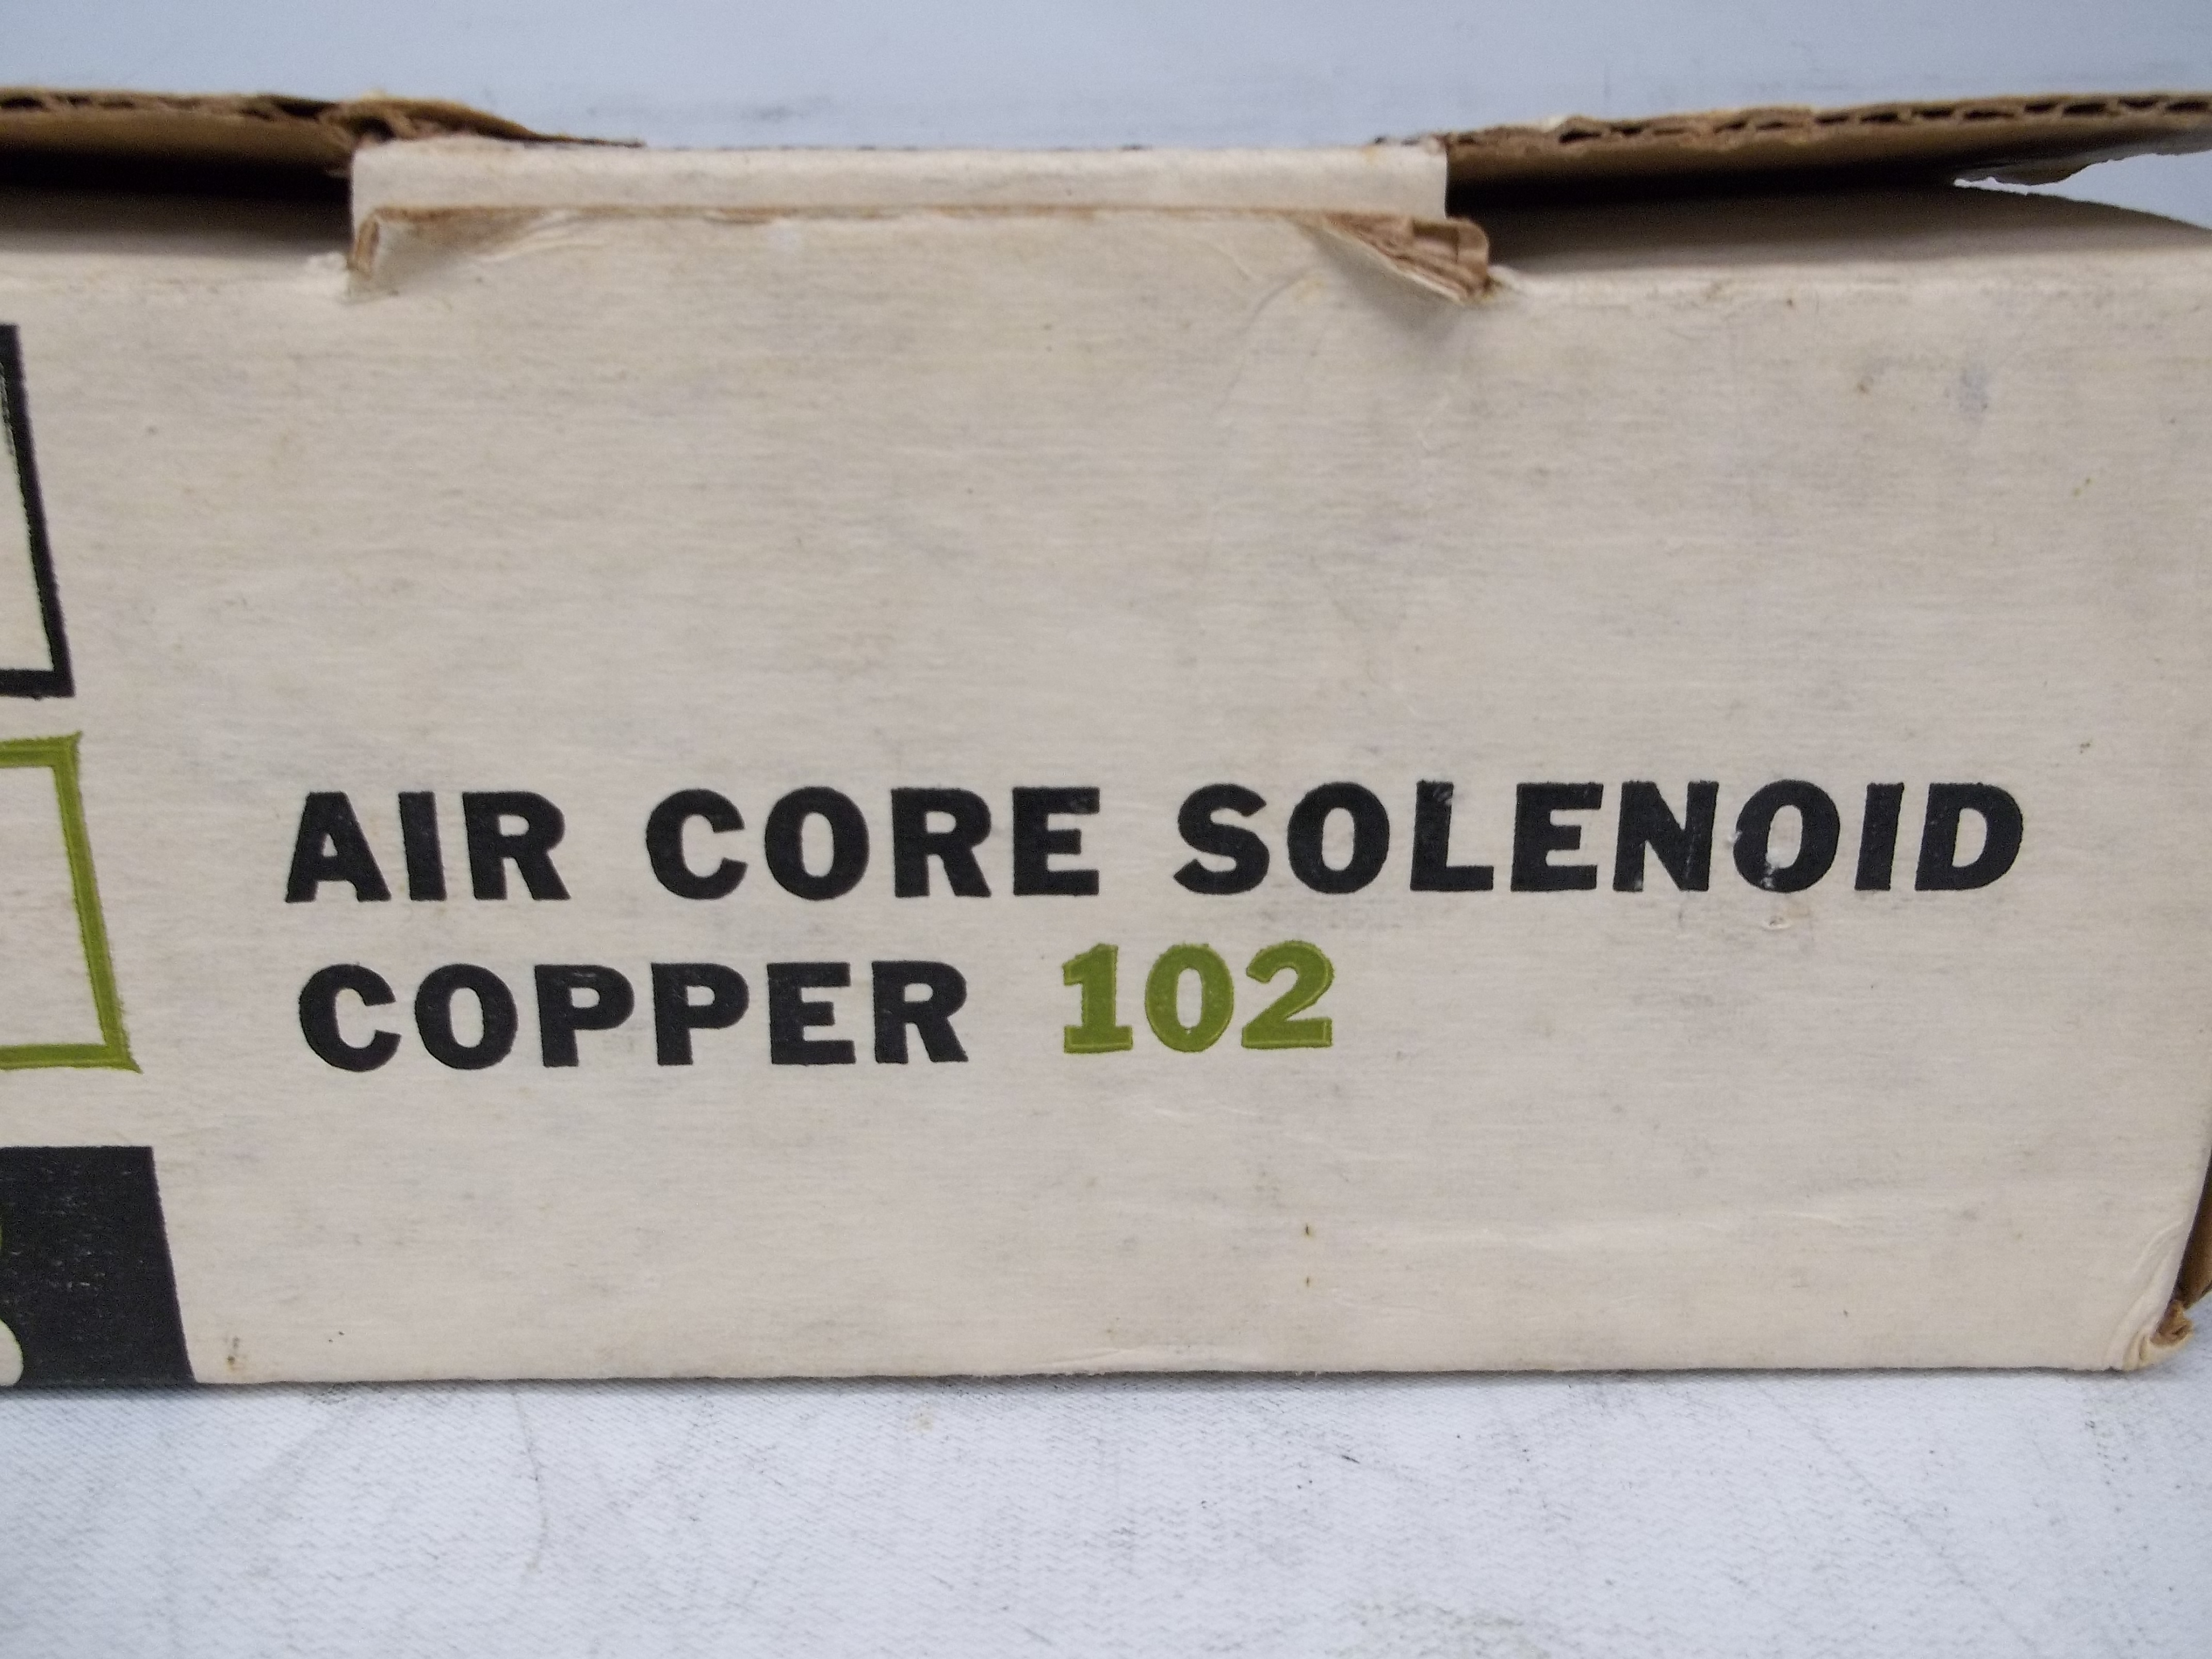 AIR CORE SOLENOID
COPPER 102